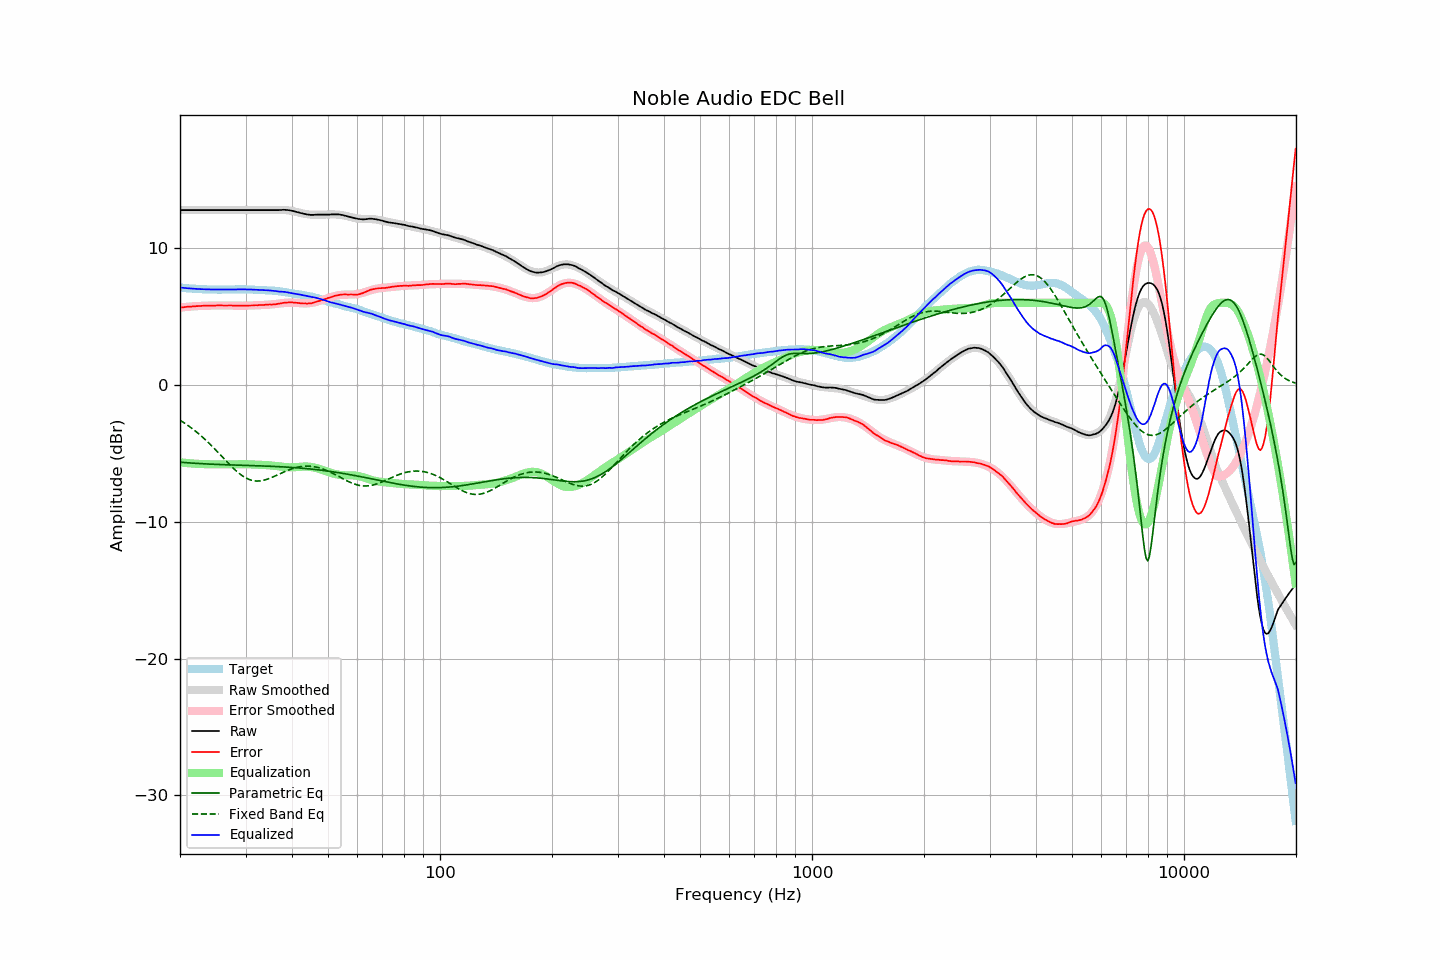 Noble Audio EDC Bell
Amplitude (dBr)
10
0
−10
−20
−30
Target
Raw Smoothed
Error Smoothed
Raw
Error
Equalization
Parametric Eq
Fixed Band Eq
Equalized
100
1000
10000
Frequency (Hz)